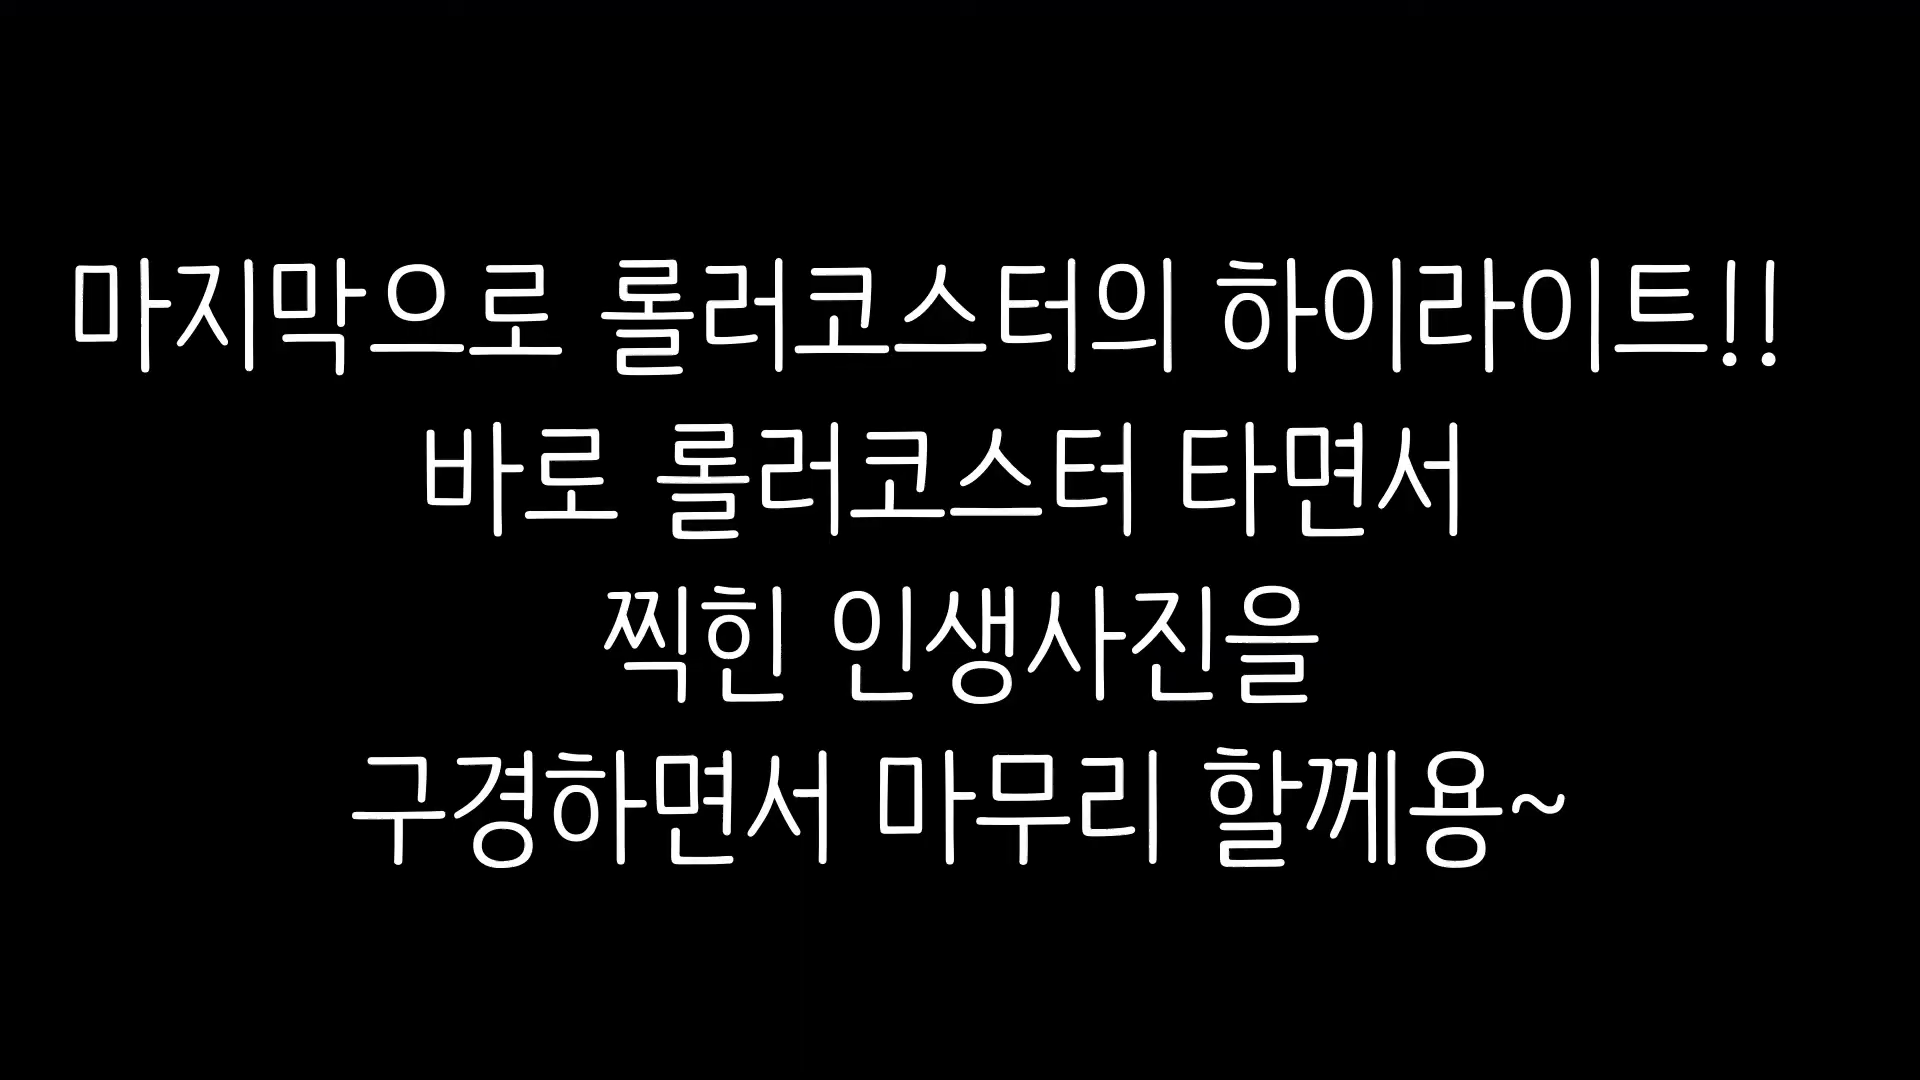 마지막으로 롤러코스터의 하이라이트!!
바로 롤러코스터 타면서
찍힌 인생사진을
구경하면서 마무리 할께용~